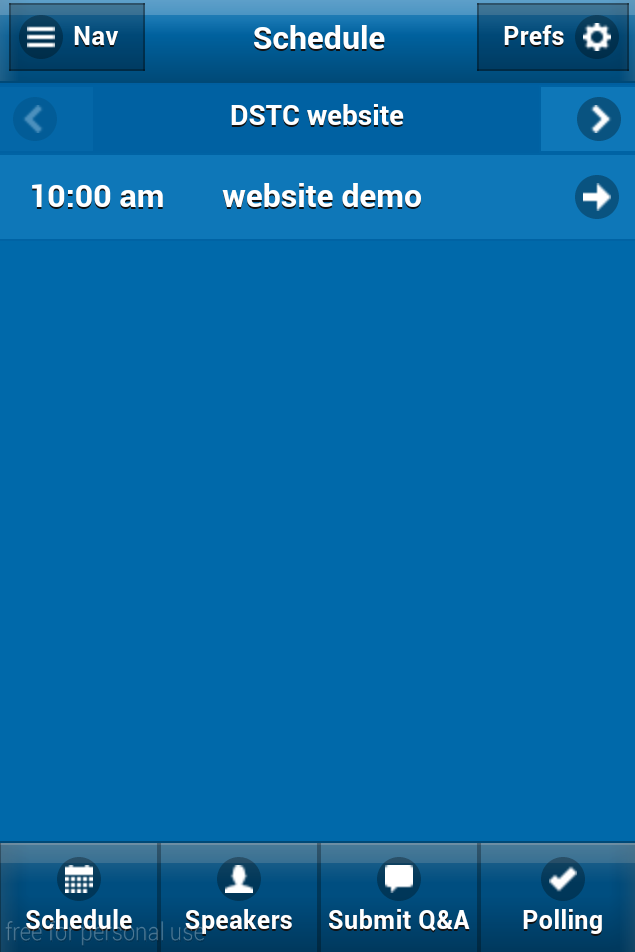 Nav
Schedule
Prefs
DSTC website
10:00 am website demo
Schedule
Speakers
Submit Q&A
Polling
free for personal use